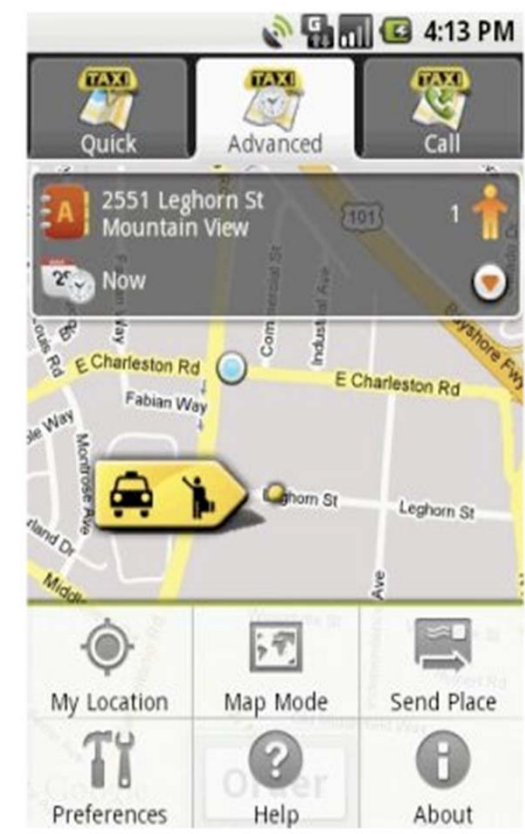 G
4:13 PM
TAXI
TAXI
TAXI
Quick
Advanced
Call
A
2551 Leghorn St
Mountain View
101
1
Now
Commercial St
Industrial Ave
Bayshore Fwy
E Charleston Rd
E Charleston Rd
Fabian Way
Montrose Ave
Leghorn St
Ave
My Location
Map Mode
Send Place
Order
Preferences
Help
About